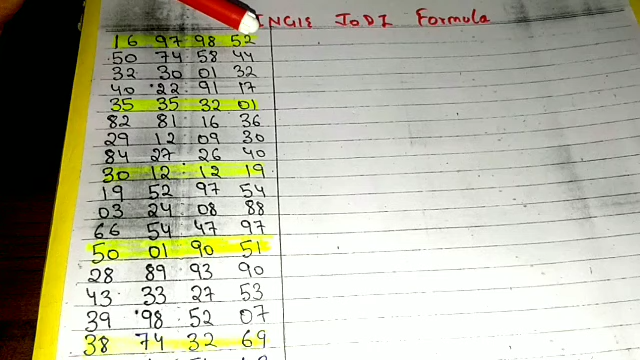 INGLE JODI Formula
16 97 98 52
50 74 58 44
32 30 01 32
40 22 91 17
35 35 32 01
82 81 16 36
29 12 09 30
84 27 26 40
30 12 12 19
19 52 97 54
03 24 08 88
66 54 47 97
50 01 90 51
28 89 93 90
43 33 27 53
39 98 52 07
38 74 32 69